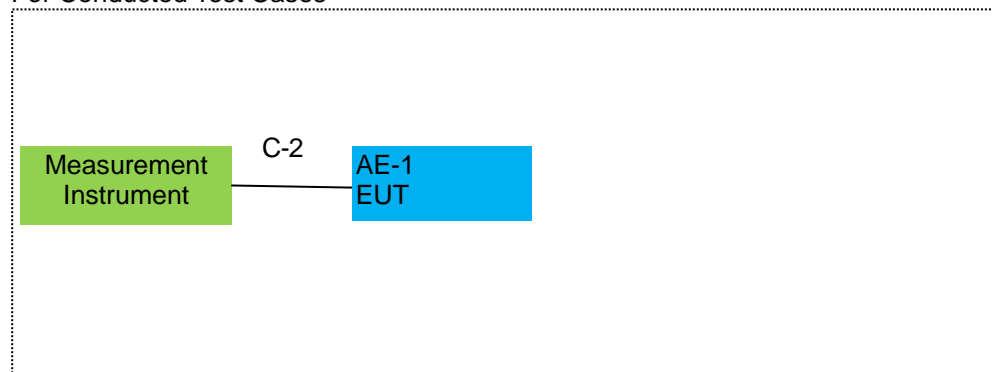 For Conducted Test Cases
C-2
Measurement
Instrument
AE-1
EUT